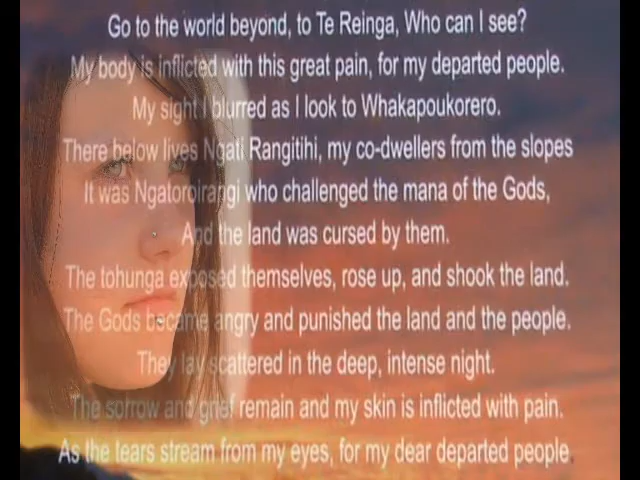 Go to the world beyond, to Te Reinga, Who can I see?
My body is inflicted with this great pain, for my departed people.
My sight I blurred as I look to Whakapoukorero.
There below lives Ngati Rangitihi, my co-dwellers from the slopes
It was Ngatoroirangi who challenged the mana of the Gods,
And the land was cursed by them.
The tohunga exposed themselves, rose up, and shook the land.
The Gods became angry and punished the land and the people.
They lay scattered in the deep, intense night.
The sorrow and grief remain and my skin is inflicted with pain.
As the tears stream from my eyes, for my dear departed people.